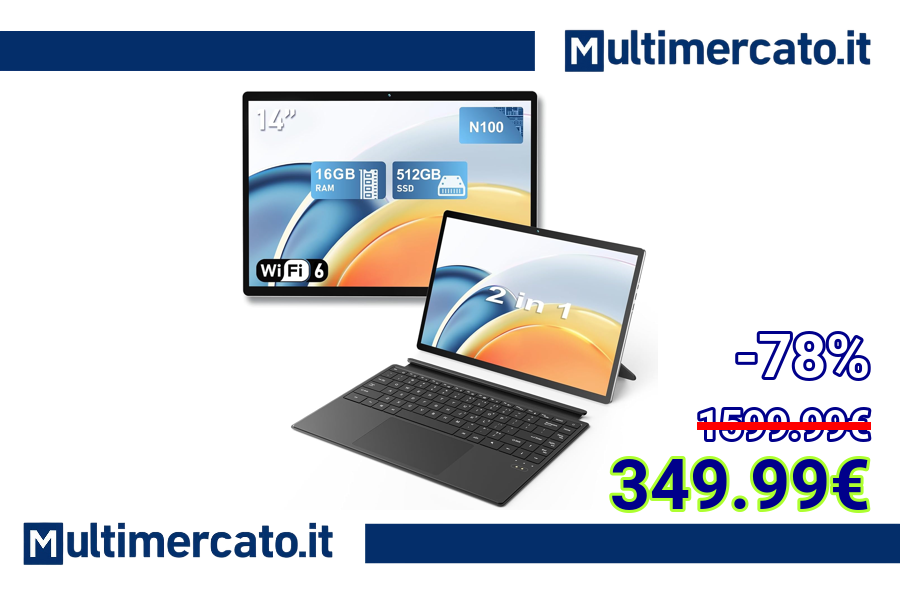 Multimercato.it
14”
N100
16GB
RAM
512GB
SSD
WiFi 6
2 in 1
-78%
1599.99€
349.99€
Multimercato.it